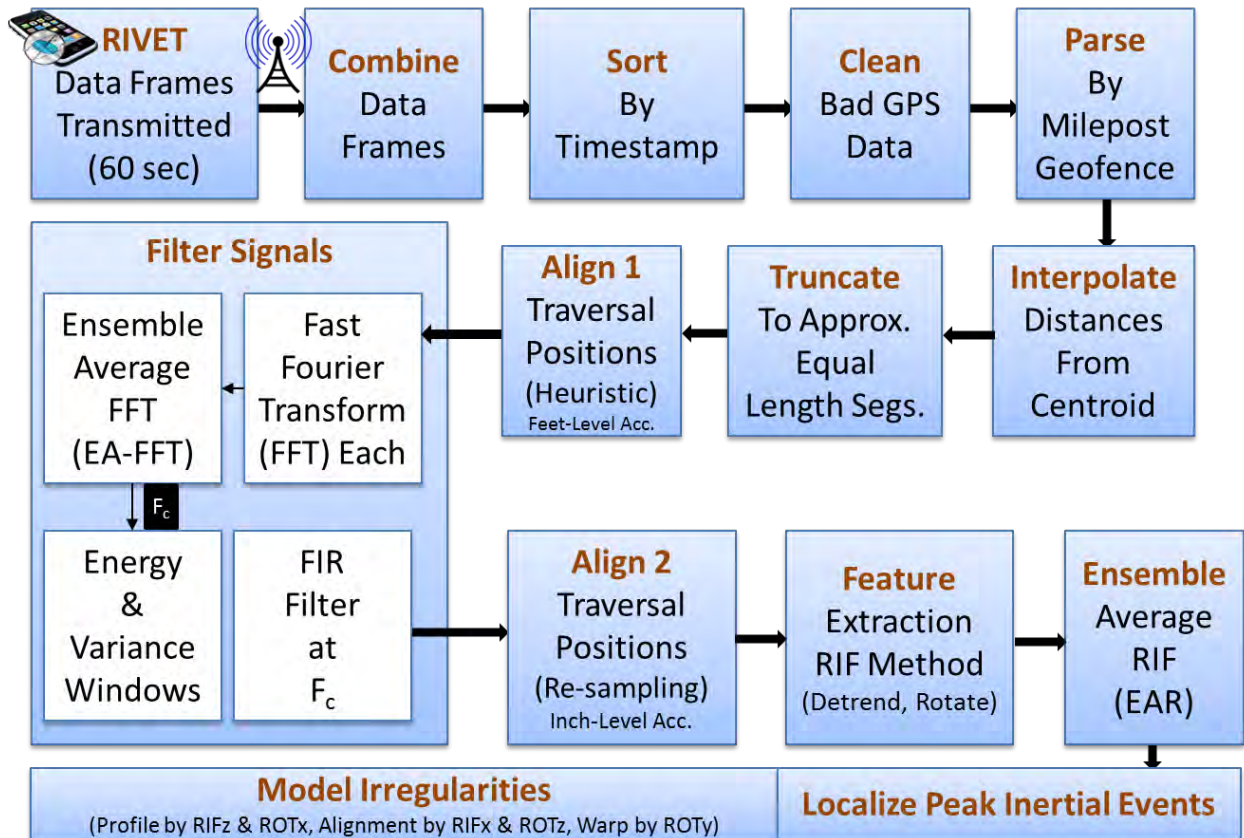 RIVET
Data Frames
Transmitted
(60 sec)
Combine
Data
Frames
Sort
By
Timestamp
Clean
Bad GPS
Data
Parse
By
Milepost
Geofence
Interpolate
Distances
From
Centroid
Truncate
To Approx.
Equal
Length Segs.
Align 1
Traversal
Positions
(Heuristic)
Feet-Level Acc.
Filter Signals
Fast
Fourier
Transform
(FFT) Each
Ensemble
Average
FFT
(EA-FFT)
Fc
Energy
&
Variance
Windows
FIR
Filter
at
Fc
Align 2
Traversal
Positions
(Re-sampling)
Inch-Level Acc.
Feature
Extraction
RIF Method
(Detrend, Rotate)
Ensemble
Average
RIF
(EAR)
Localize Peak Inertial Events
Model Irregularities
(Profile by RIFz & ROTx, Alignment by RIFx & ROTz, Warp by ROTy)